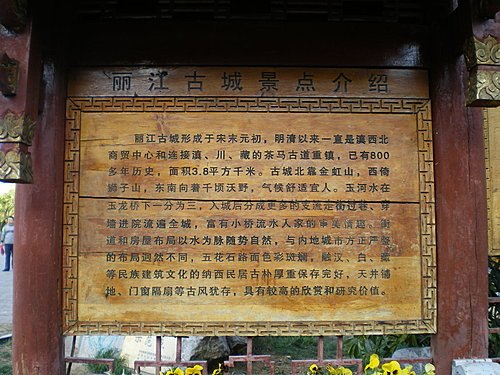 丽江古城景点介绍
丽江古城形成于宋末元初，明清以来一直是滇西北
商贸中心和连接滇、川、藏的茶马古道重镇，已有800
多年历史，面积3.8平方千米。古城北靠金虹山，西倚
狮子山，东南向着千顷沃野，气候舒适宜人。玉河水在
玉龙桥下一分为三，入城后分成更多的支流走街过巷、穿
墙进院流遍全城，富有小桥流水人家的审美情趣。街
道和房屋布局以水为脉随势自然，与内地城市方正严整
的布局迥然不同，五花石路面色彩斑斓，融汉、白、藏
等民族建筑文化的纳西民居古朴厚重保存完好，天井铺
地、门窗隔扇等古风犹存，具有较高的欣赏和研究价值。